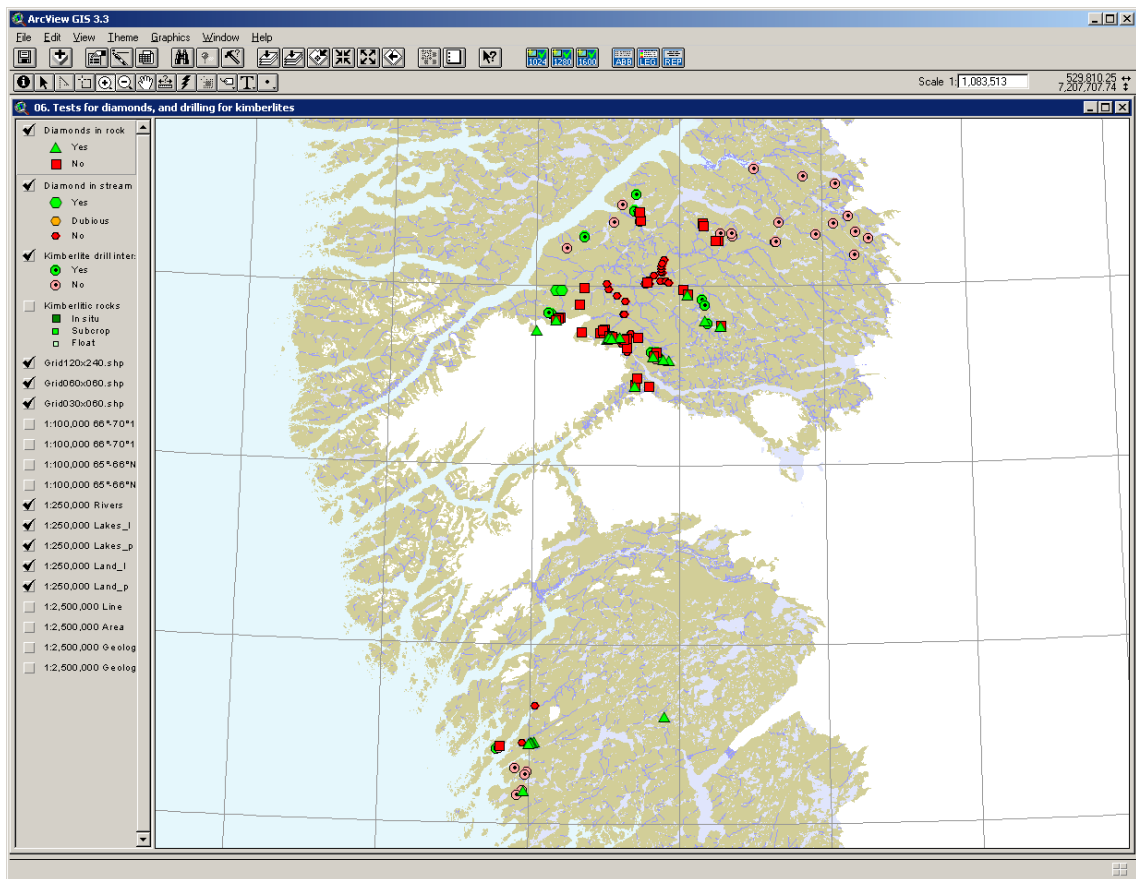 ArcView GIS 3.3
File Edit View Theme Graphics Window Help
1024 1280 1600 ABB LEG REP
Scale 1: 1,083,513 529,810.25
7,207,707.74
06. Tests for diamonds, and drilling for kimberlites
Diamonds in rock
Yes
No
Diamond in stream
Yes
Dubious
No
Kimberlite drill inter
Yes
No
Kimberlitic rocks
In situ
Subcrop
Float
Grid120x240.shp
Grid060x060.shp
Grid030x060.shp
1:100,000 66°-70°1
1:100,000 66°-70°1
1:100,000 65°-66°N
1:100,000 65°-66°N
1:250,000 Rivers
1:250,000 Lakes_l
1:250,000 Lakes_p
1:250,000 Land_l
1:250,000 Land_p
1:2,500,000 Line
1:2,500,000 Area
1:2,500,000 Geolog
1:2,500,000 Geolog